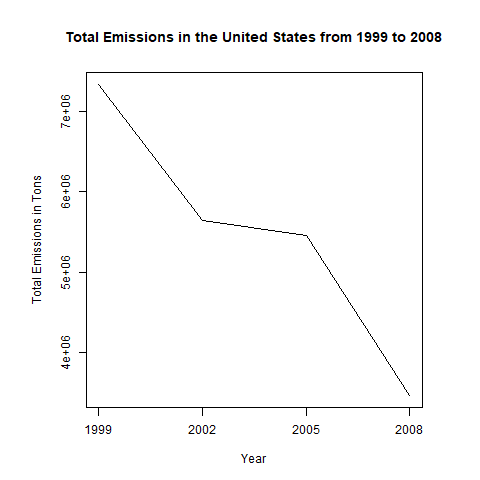 Total Emissions in the United States from 1999 to 2008
Total Emissions in Tons
7e+06
6e+06
5e+06
4e+06
1999 2002 2005 2008
Year